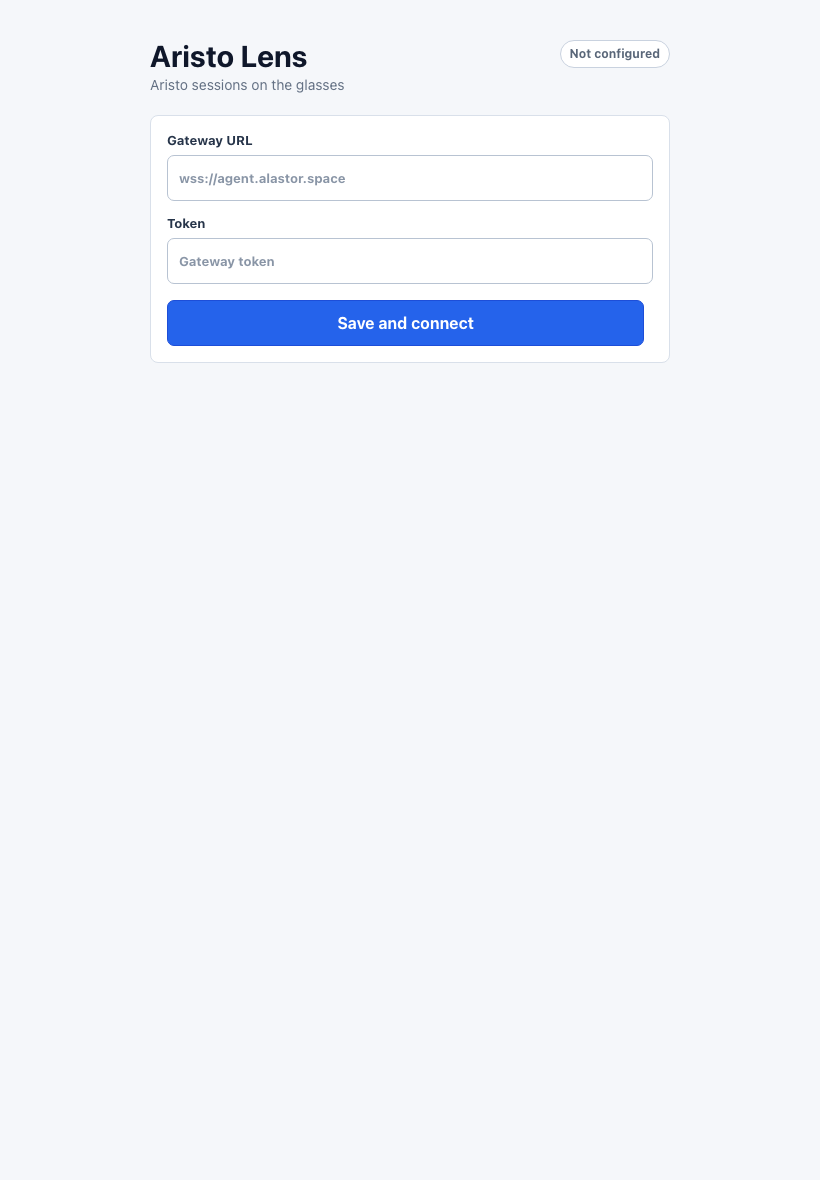 Aristo Lens
Not configured
Aristo sessions on the glasses
Gateway URL
wss://agent.alastor.space
Token
Gateway token
Save and connect